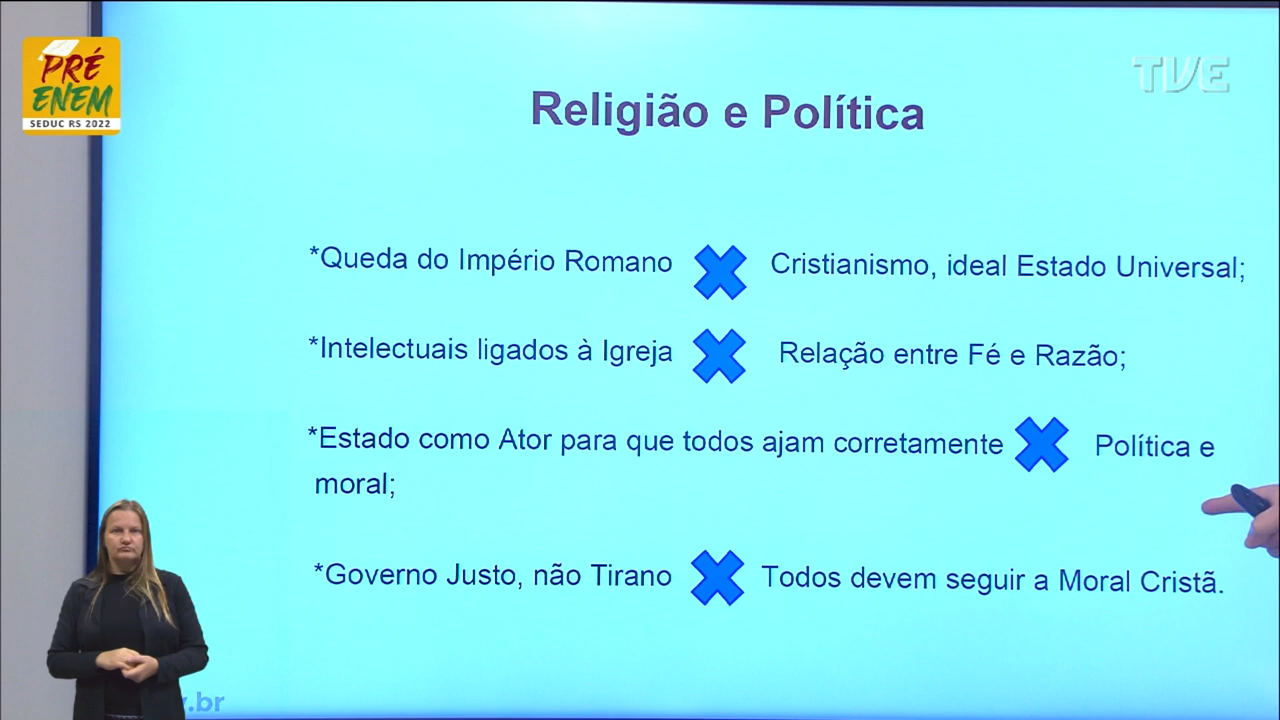 PRÉ
ENEM
SEDUC RS 2022
TVE
Religião e Política
*Queda do Império Romano Cristianismo, ideal Estado Universal;
*Intelectuais ligados à Igreja Relação entre Fé e Razão;
*Estado como Ator para que todos ajam corretamente Política e
moral;
*Governo Justo, não Tirano Todos devem seguir a Moral Cristã.
.br